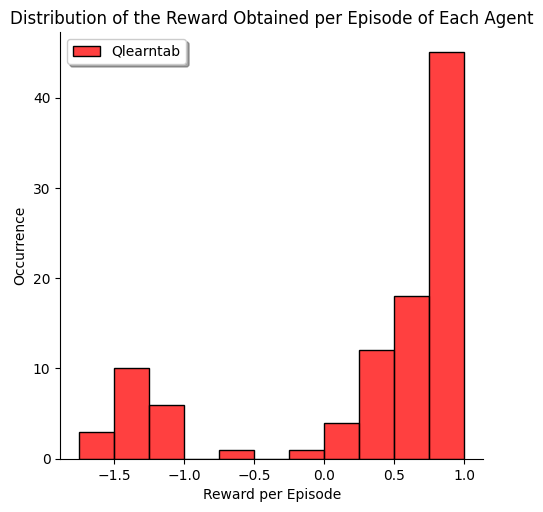 Distribution of the Reward Obtained per Episode of Each Agent
Qlearntab
Occurrence
40
30
20
10
0
−1.5 −1.0 −0.5 0.0 0.5 1.0
Reward per Episode